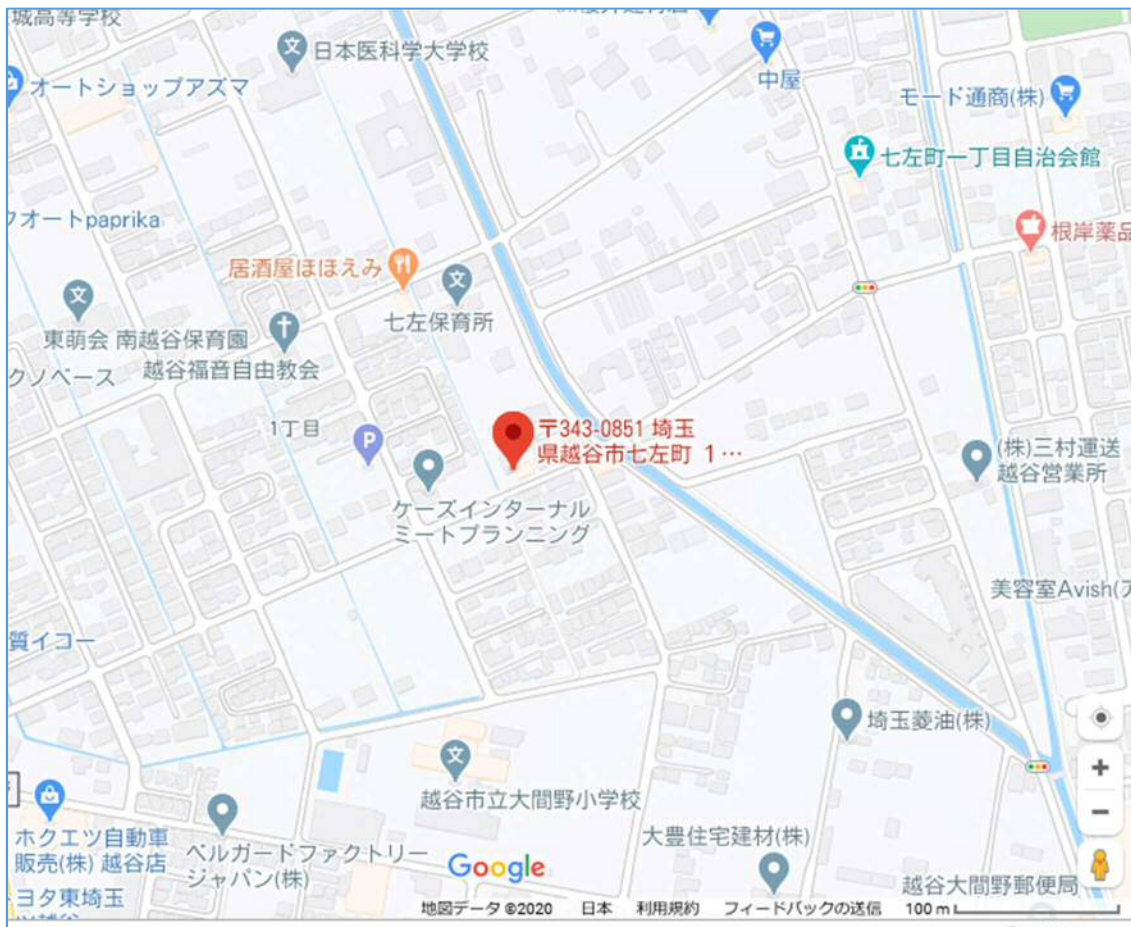 城高等学校
日本医科学大学校
中屋
オートショップアズマ
モード通商(株)
七左町一丁目自治会館
フオートpaprika
根岸薬品
居酒屋ほほえみ
七左保育所
東萌会 南越谷保育園
越谷福音自由教会
クノベース
1丁目
P
〒343-0851 埼玉
県越谷市七左町 1…
(株)三村運送
越谷営業所
ケーズインターナル
ミートプランニング
美容室Avish(ア
質イコー
埼玉菱油(株)
越谷市立大間野小学校
ホクエツ自動車
販売(株) 越谷店
ベルガードファクトリー
ジャパン(株)
大豊住宅建材(株)
越谷大間野郵便局
ヨタ東埼玉
Google
地図データ ©2020 日本 利用規約 フィードバックの送信 100 m